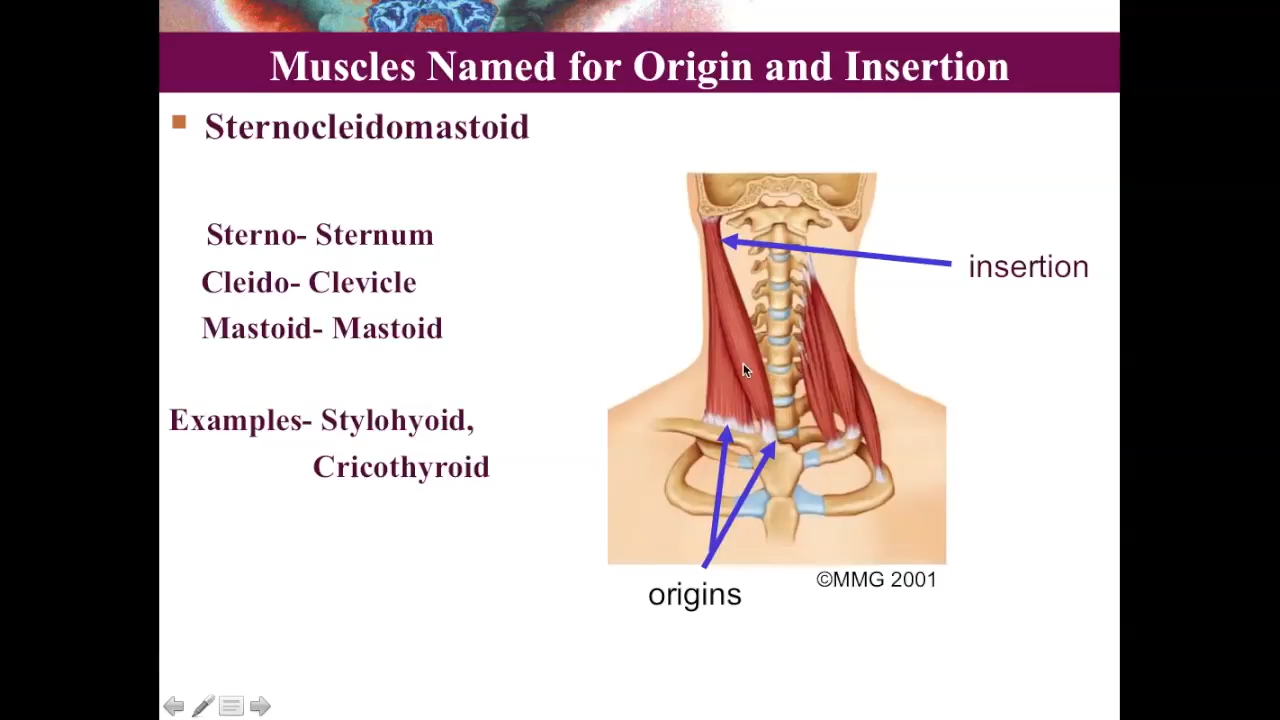 Muscles Named for Origin and Insertion
Sternocleidomastoid
Sterno- Sternum
Cleido- Clevicle
Mastoid- Mastoid
Examples- Stylohyoid,
Cricothyroid
insertion
origins
©MMG 2001